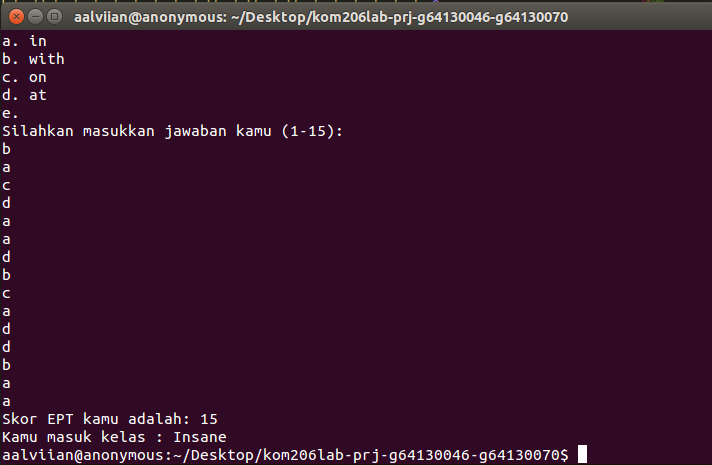 aalviian@anonymous: ~/Desktop/kom206lab-prj-g64130046-g64130070
a. in
b. with
c. on
d. at
e.
Silahkan masukkan jawaban kamu (1-15):
b
a
c
d
a
a
d
b
c
a
d
d
b
a
a
Skor EPT kamu adalah: 15
Kamu masuk kelas : Insane
aalviian@anonymous:~/Desktop/kom206lab-prj-g64130046-g64130070$